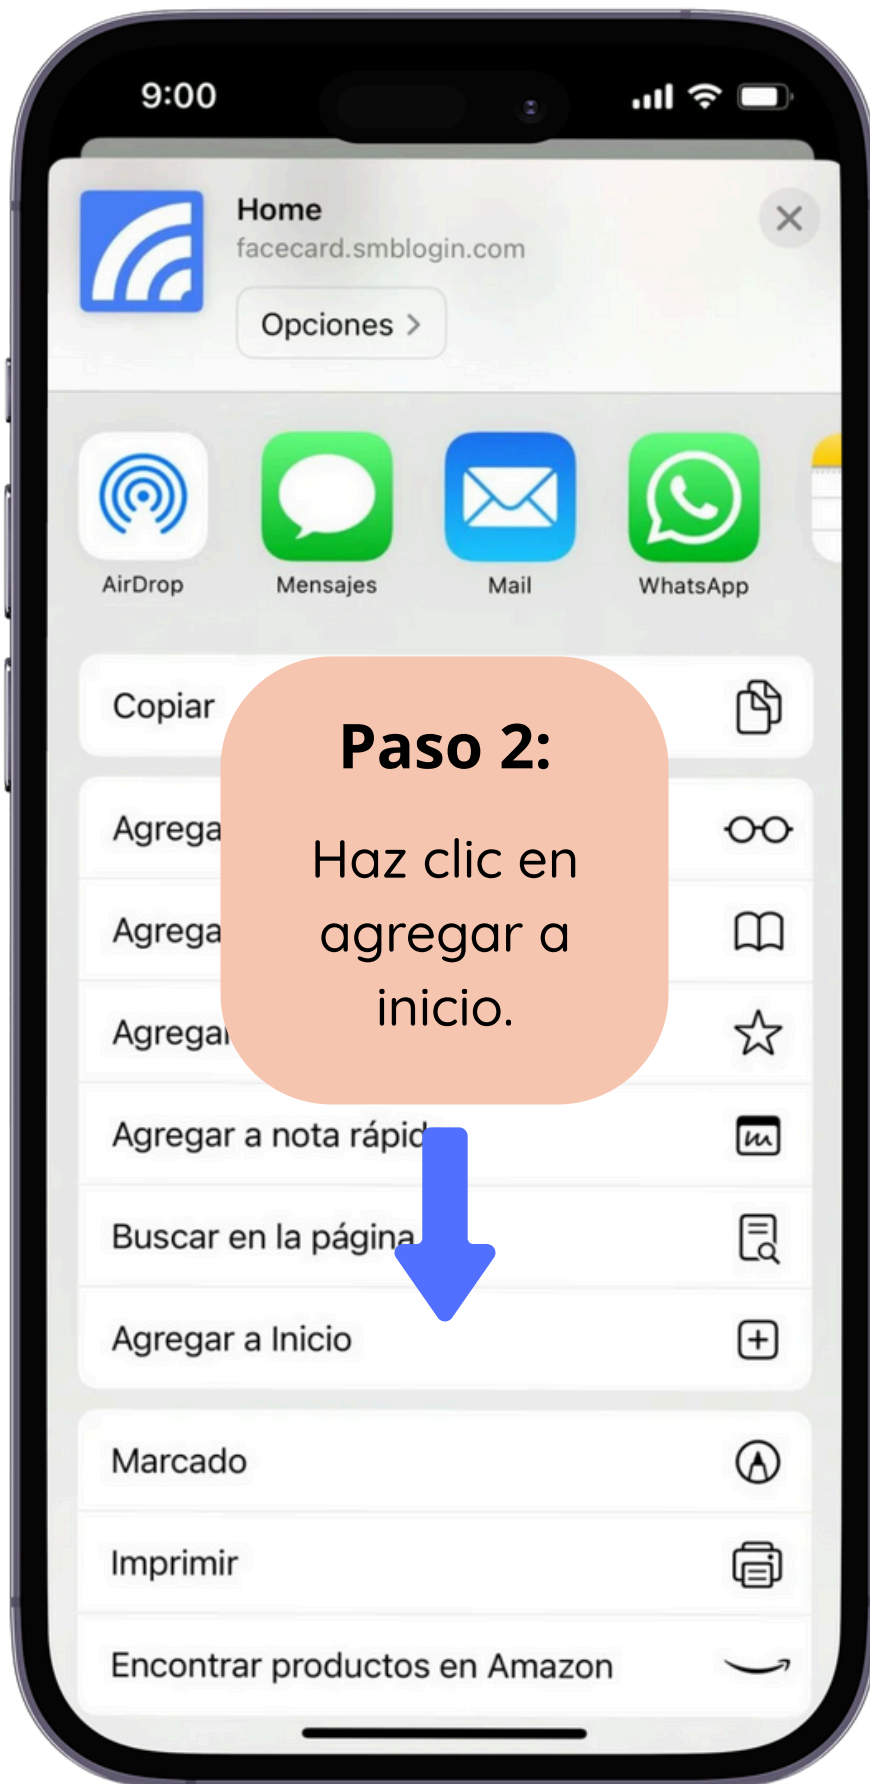 9:00
Home
facecard.smblogin.com
Opciones
AirDrop
Mensajes
Mail
WhatsApp
Copiar
Paso 2:
Haz clic en
agregar a
inicio.
Agrega
Agrega
Agregar
Agregar a nota rápid
Buscar en la página
Agregar a Inicio
Marcado
Imprimir
Encontrar productos en Amazon